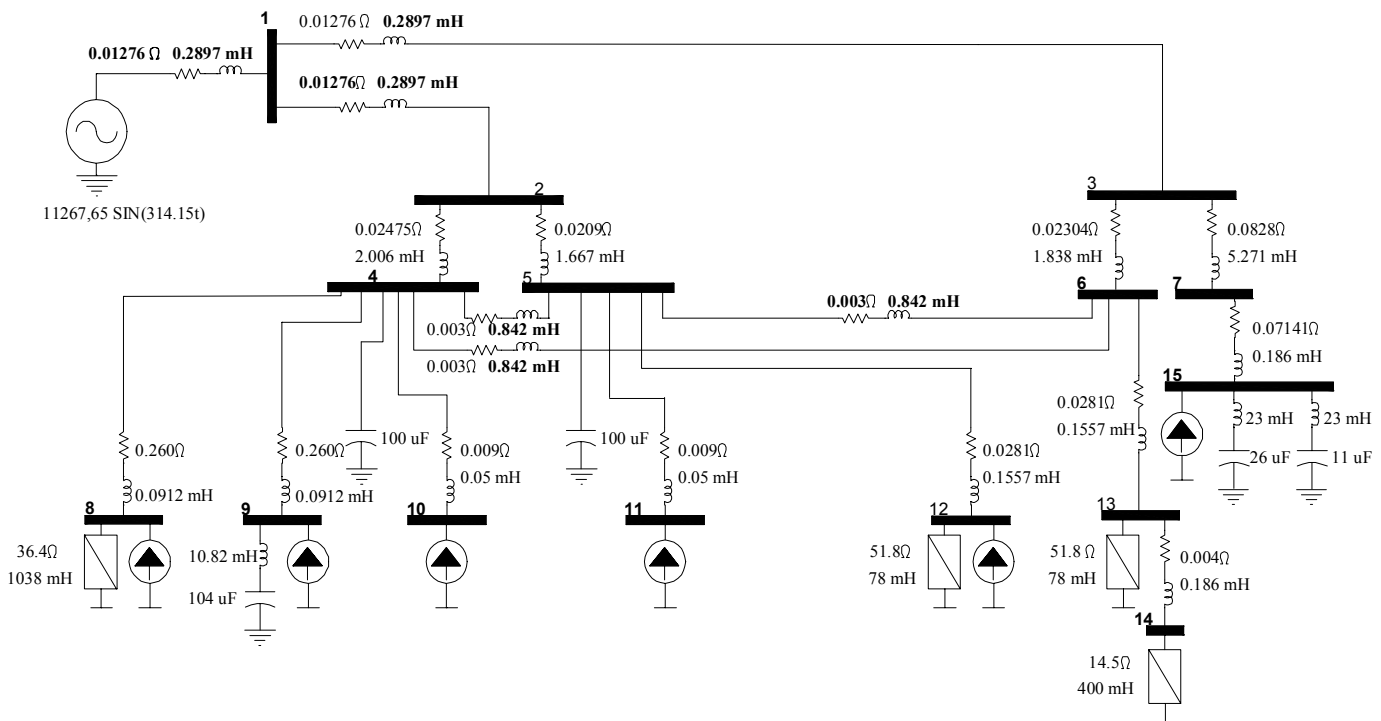 1
0.01276 Ω 0.2897 mH
0.01276 Ω 0.2897 mH
0.01276Ω 0.2897 mH
11267,65 SIN(314.15t)
2
3
0.02475Ω
2.006 mH
0.0209Ω
1.667 mH
0.02304Ω
1.838 mH
0.0828Ω
5.271 mH
4
5
6
7
0.003Ω 0.842 mH
0.003Ω 0.842 mH
0.003Ω 0.842 mH
0.07141Ω
0.186 mH
15
23 mH
23 mH
26 uF
11 uF
0.0281Ω
0.1557 mH
100 uF
100 uF
0.260Ω
0.0912 mH
0.260Ω
0.0912 mH
0.009Ω
0.05 mH
0.009Ω
0.05 mH
0.0281Ω
0.1557 mH
8
9
10
11
12
13
36.4Ω
1038 mH
10.82 mH
104 uF
51.8Ω
78 mH
51.8 Ω
78 mH
0.004Ω
0.186 mH
14
14.5Ω
400 mH